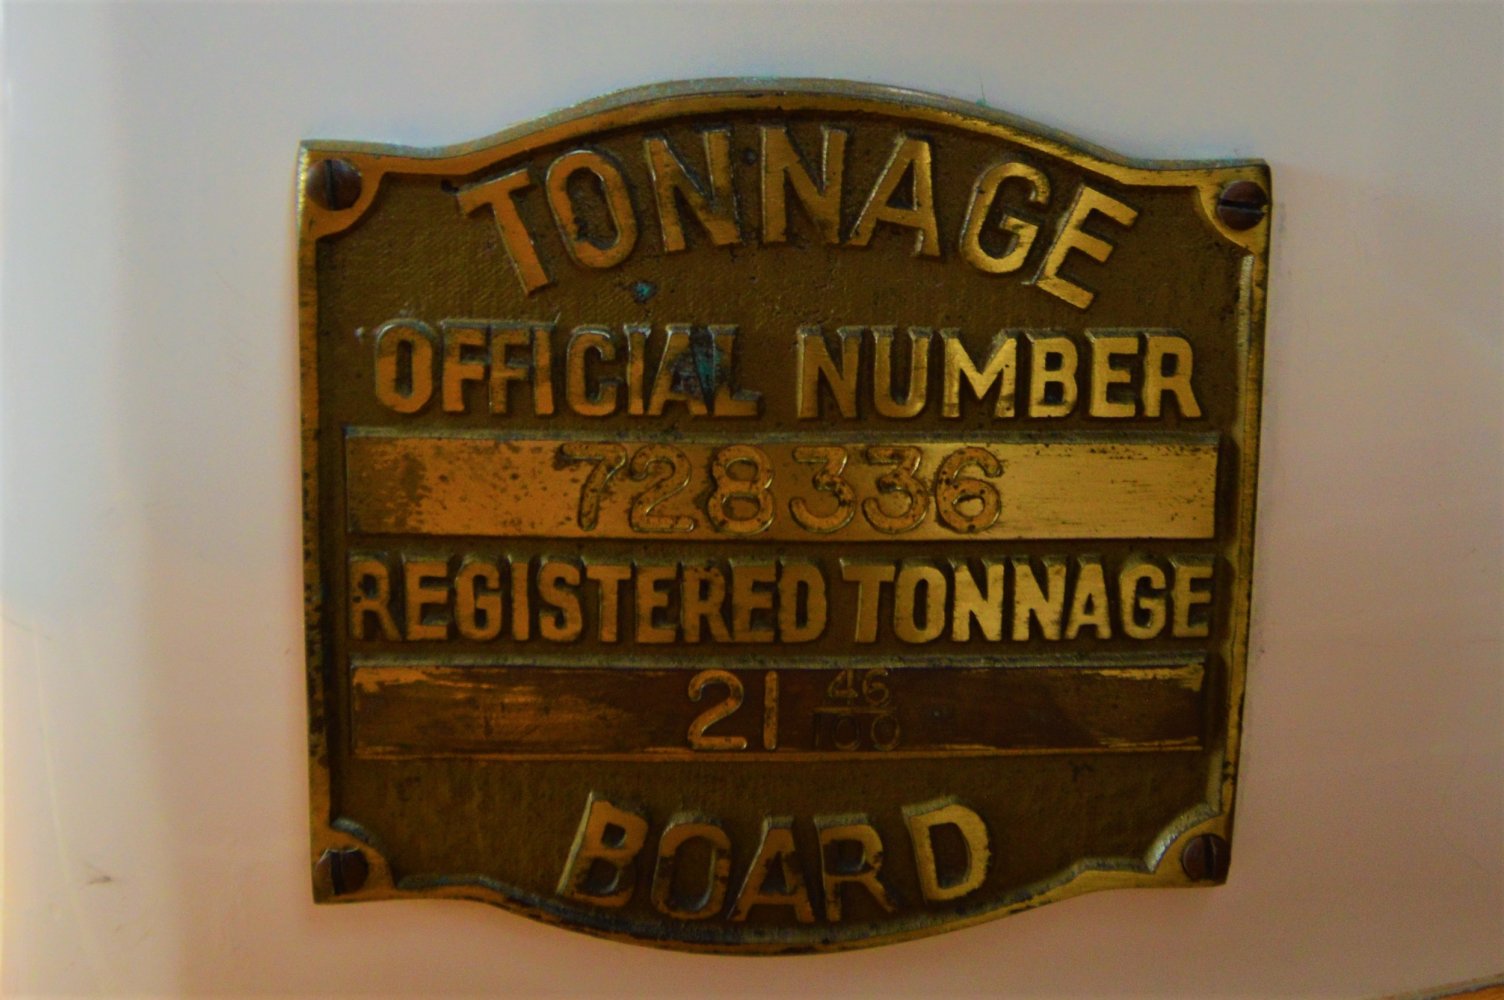 TONNAGE
OFFICIAL NUMBER
728336
REGISTERED TONNAGE
21 46/100
BOARD